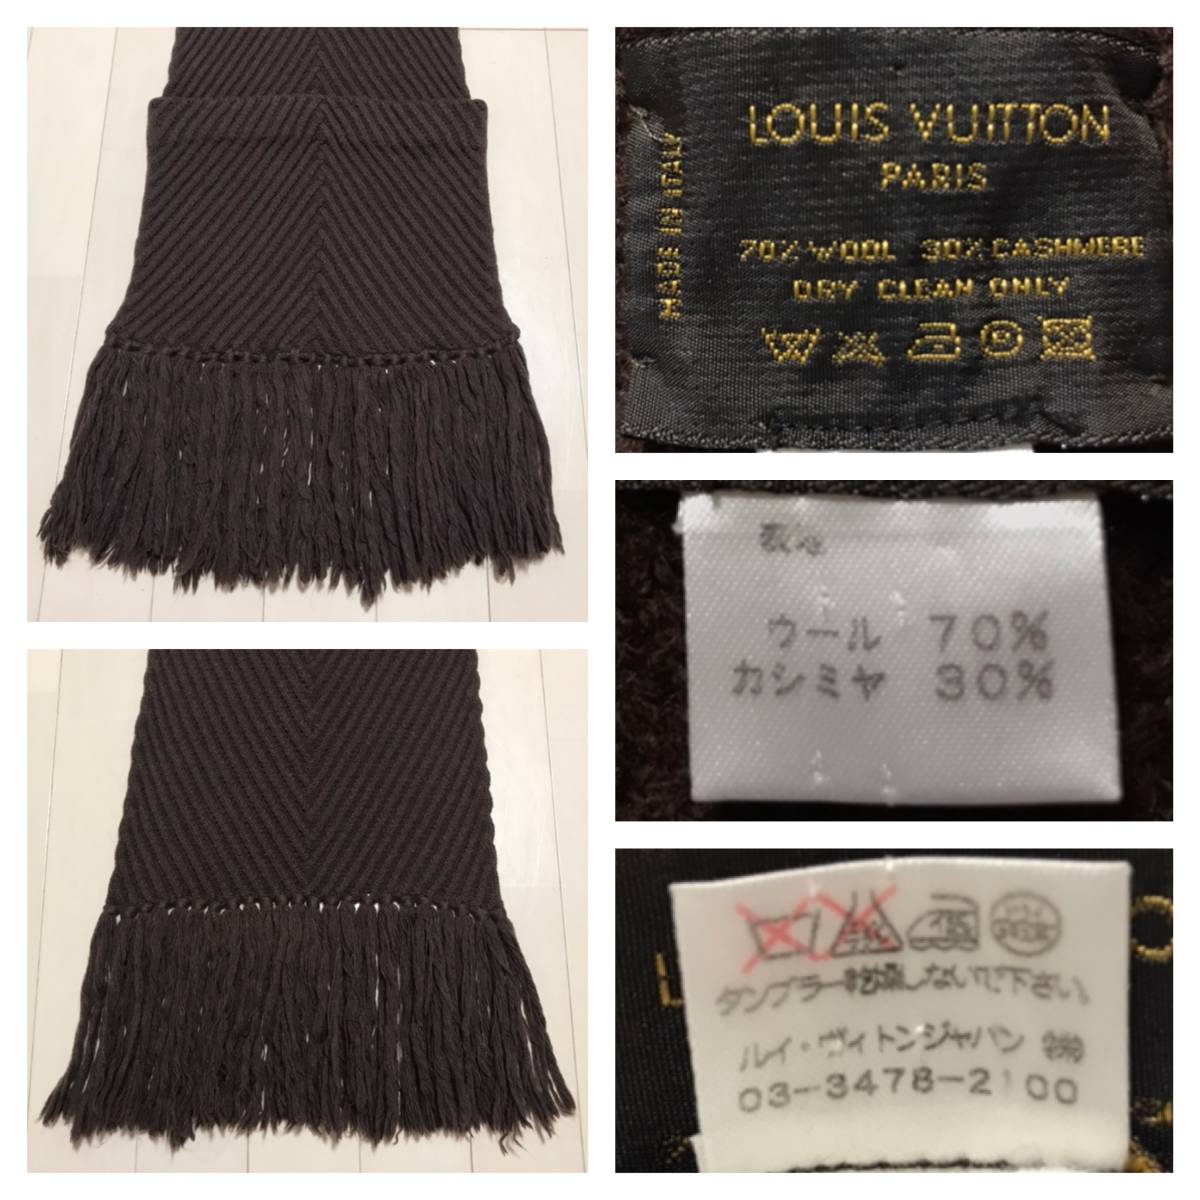 LOUIS VUITTON
PARIS
MADE IN ITALY
70% WOOL 30% CASHMERE
DRY CLEAN ONLY
表地
ウール 70%
カシミヤ 30%
タンブラー乾燥しないで下さい。
ルイ・ヴィトンジャパン ㈱
03-3478-2100